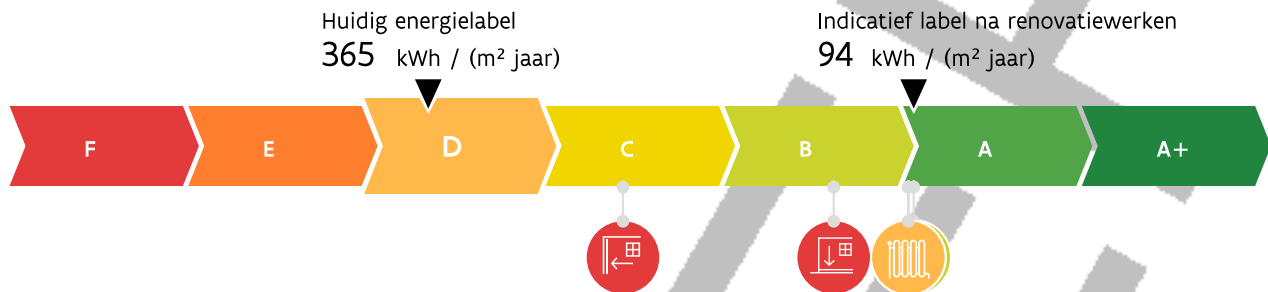 Huidig energielabel
365 kWh / (m² jaar)
Indicatief label na renovatiewerken
94 kWh / (m² jaar)
F
E
D
C
B
A
A+